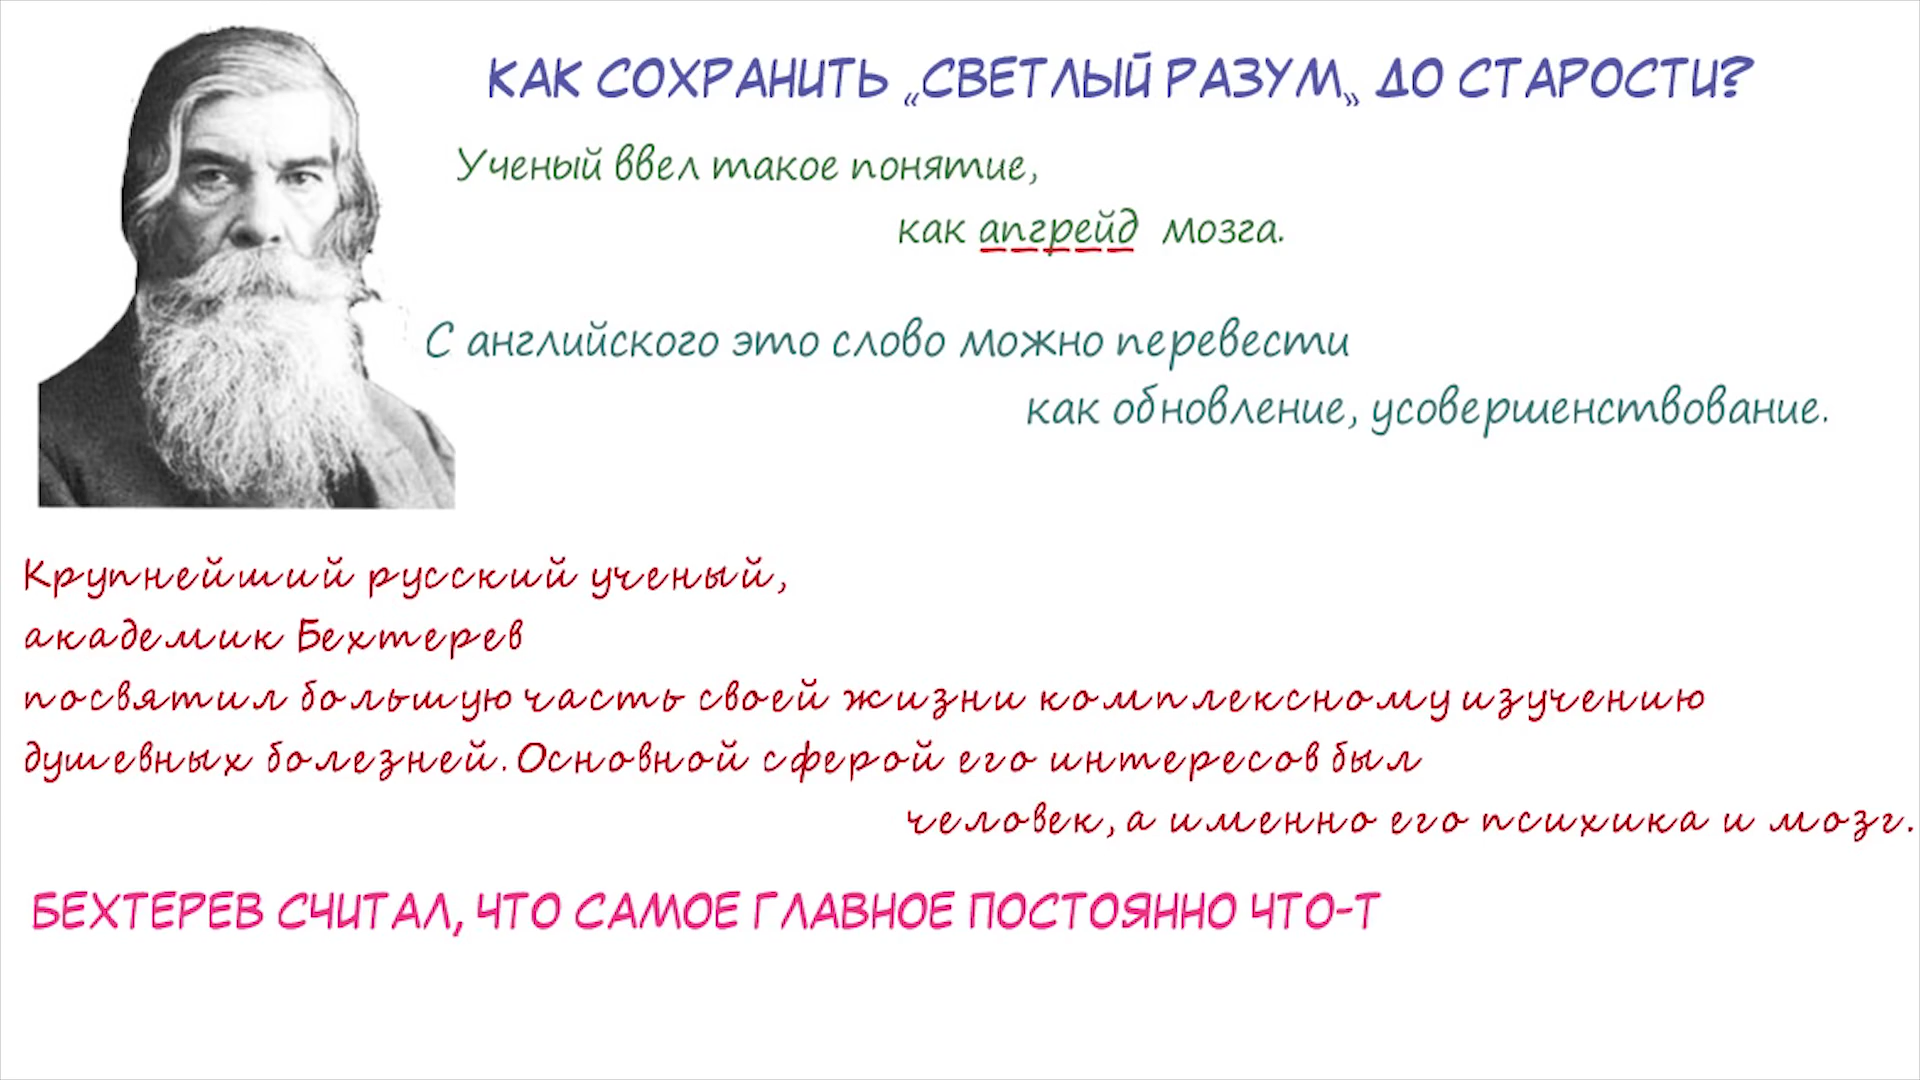 КАК СОХРАНИТЬ „СВЕТЛЫЙ РАЗУМ„ ДО СТАРОСТИ?
Ученый ввел такое понятие,
как апгрейд мозга.
С английского это слово можно перевести
как обновление, усовершенствование.
Крупнейший русский ученый,
академик Бехтерев
посвятил большую часть своей жизни комплексному изучению
душевных болезней. Основной сферой его интересов был
человек, а именно его психика и мозг.
БЕХТЕРЕВ СЧИТАЛ, ЧТО САМОЕ ГЛАВНОЕ ПОСТОЯННО ЧТО-Т